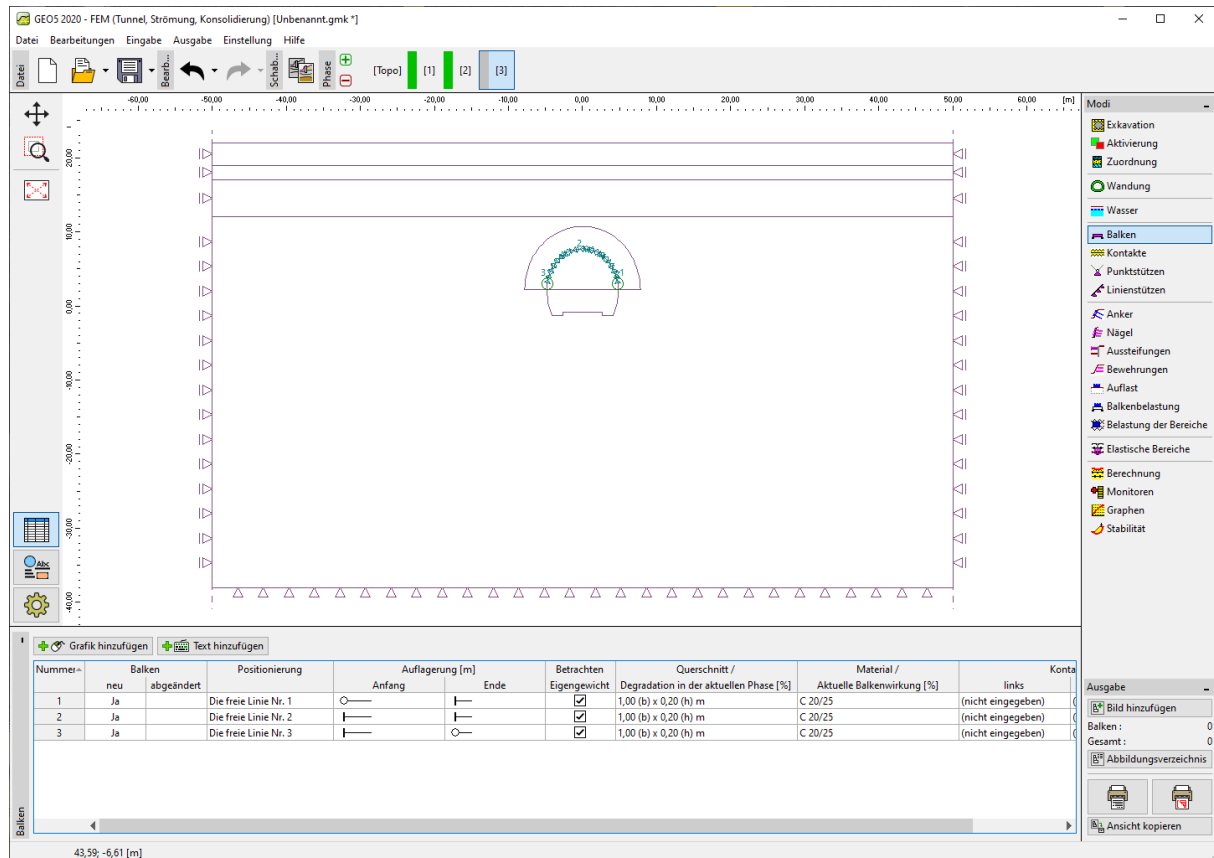 GEO5 2020 - FEM (Tunnel, Strömung, Konsolidierung) [Unbenannt.gmk *]
Datei Bearbeitungen Eingabe Ausgabe Einstellung Hilfe
Datei
Bearb...
Schab...
Phase
[Topo] [1] [2] [3]
-60,00 -50,00 -40,00 -30,00 -20,00 -10,00 0,00 10,00 20,00 30,00 40,00 50,00 60,00 [m]
20,00
10,00
0,00
-10,00
-20,00
-30,00
-40,00
2
3 1
Abc
Modi
Exkavation
Aktivierung
Zuordnung
Wandung
Wasser
Balken
Kontakte
Punktstützen
Linienstützen
Anker
Nägel
Aussteifungen
Bewehrungen
Auflast
Balkenbelastung
Belastung der Bereiche
Elastische Bereiche
Berechnung
Monitoren
Graphen
Stabilität
Grafik hinzufügen Text hinzufügen
Nummer Balken Positionierung Auflagerung [m] Betrachten Querschnitt / Material / Konta
neu abgeändert Anfang Ende Eigengewicht Degradation in der aktuellen Phase [%] Aktuelle Balkenwirkung [%] links
1 Ja Die freie Linie Nr. 1 1,00 (b) x 0,20 (h) m C 20/25 (nicht eingegeben) (
2 Ja Die freie Linie Nr. 2 1,00 (b) x 0,20 (h) m C 20/25 (nicht eingegeben) (
3 Ja Die freie Linie Nr. 3 1,00 (b) x 0,20 (h) m C 20/25 (nicht eingegeben) (
Balken
Ausgabe
Bild hinzufügen
Balken : 0
Gesamt : 0
Abbildungsverzeichnis
Ansicht kopieren
43,59; -6,61 [m]